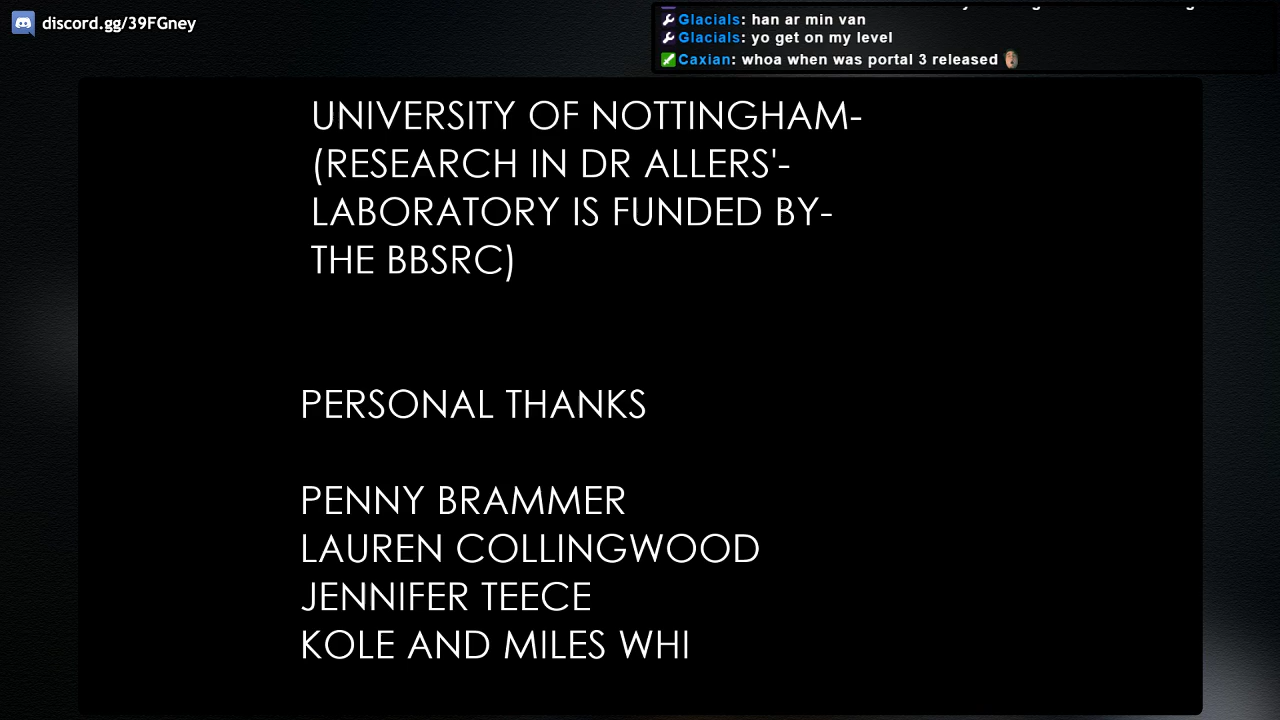 discord.gg/39FGney
Glacials: han ar min van
Glacials: yo get on my level
Caxian: whoa when was portal 3 released
UNIVERSITY OF NOTTINGHAM-
(RESEARCH IN DR ALLERS'-
LABORATORY IS FUNDED BY-
THE BBSRC)
PERSONAL THANKS
PENNY BRAMMER
LAUREN COLLINGWOOD
JENNIFER TEECE
KOLE AND MILES WHI